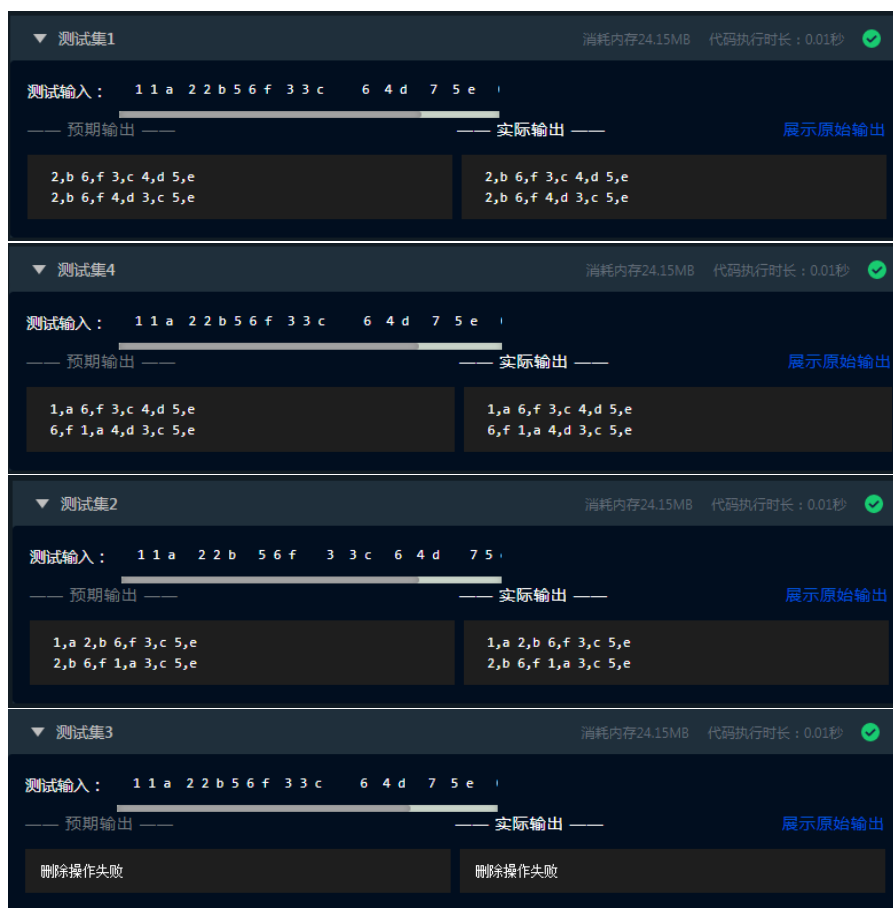 测试集1 消耗内存24.15MB 代码执行时长：0.01秒
测试输入： 1 1 a 2 2 b 5 6 f 3 3 c 6 4 d 7 5 e
—— 预期输出 —— —— 实际输出 —— 展示原始输出
2,b 6,f 3,c 4,d 5,e 2,b 6,f 3,c 4,d 5,e
2,b 6,f 4,d 3,c 5,e 2,b 6,f 4,d 3,c 5,e
测试集4 消耗内存24.15MB 代码执行时长：0.01秒
测试输入： 1 1 a 2 2 b 5 6 f 3 3 c 6 4 d 7 5 e
—— 预期输出 —— —— 实际输出 —— 展示原始输出
1,a 6,f 3,c 4,d 5,e 1,a 6,f 3,c 4,d 5,e
6,f 1,a 4,d 3,c 5,e 6,f 1,a 4,d 3,c 5,e
测试集2 消耗内存24.15MB 代码执行时长：0.01秒
测试输入： 1 1 a 2 2 b 5 6 f 3 3 c 6 4 d 7 5
—— 预期输出 —— —— 实际输出 —— 展示原始输出
1,a 2,b 6,f 3,c 5,e 1,a 2,b 6,f 3,c 5,e
2,b 6,f 1,a 3,c 5,e 2,b 6,f 1,a 3,c 5,e
测试集3 消耗内存24.15MB 代码执行时长：0.01秒
测试输入： 1 1 a 2 2 b 5 6 f 3 3 c 6 4 d 7 5 e
—— 预期输出 —— —— 实际输出 —— 展示原始输出
删除操作失败 删除操作失败